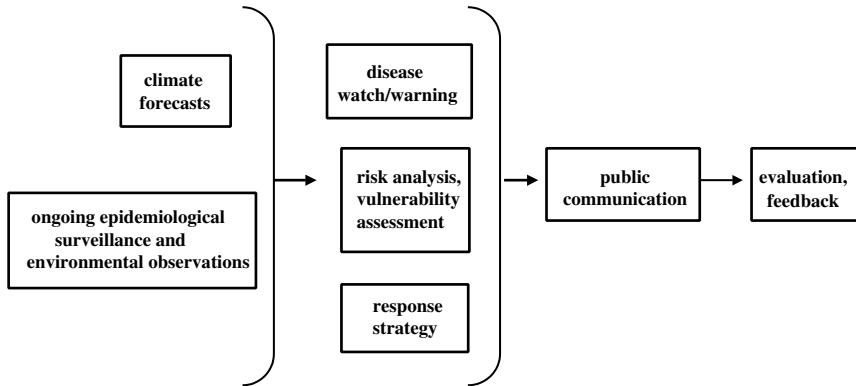 climate
forecasts
ongoing epidemiological
surveillance and
environmental observations
disease
watch/warning
risk analysis,
vulnerability
assessment
response
strategy
public
communication
evaluation,
feedback